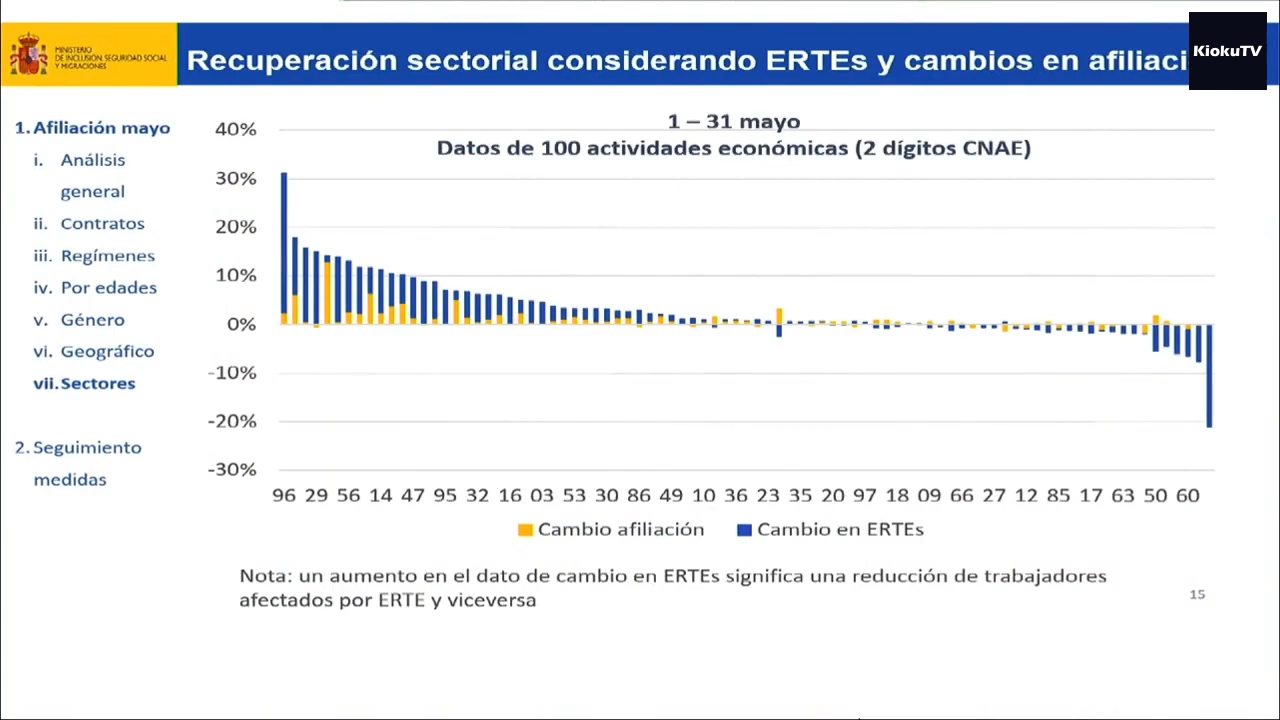 MINISTERIO
DE INCLUSIÓN, SEGURIDAD SOCIAL
Y MIGRACIONES
Recuperación sectorial considerando ERTEs y cambios en afiliaci
KiokuTV
1. Afiliación mayo
i. Análisis
general
ii. Contratos
iii. Regímenes
iv. Por edades
v. Género
vi. Geográfico
vii. Sectores
2. Seguimiento
medidas
1 – 31 mayo
Datos de 100 actividades económicas (2 dígitos CNAE)
40%
30%
20%
10%
0%
-10%
-20%
-30%
96 29 56 14 47 95 32 16 03 53 30 86 49 10 36 23 35 20 97 18 09 66 27 12 85 17 63 50 60
Cambio afiliación Cambio en ERTEs
Nota: un aumento en el dato de cambio en ERTEs significa una reducción de trabajadores
afectados por ERTE y viceversa
15